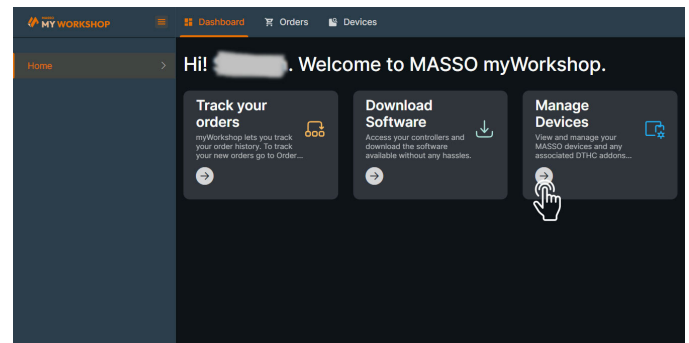 MASSO
MY WORKSHOP
Dashboard
Orders
Devices
Home
Hi! . Welcome to MASSO myWorkshop.
Track your
orders
myWorkshop lets you track
your order history. To track
your new orders go to Order...
Download
Software
Access your controllers and
download the software
available without any hassles.
Manage
Devices
View and manage your
MASSO devices and any
associated DTHC addons...